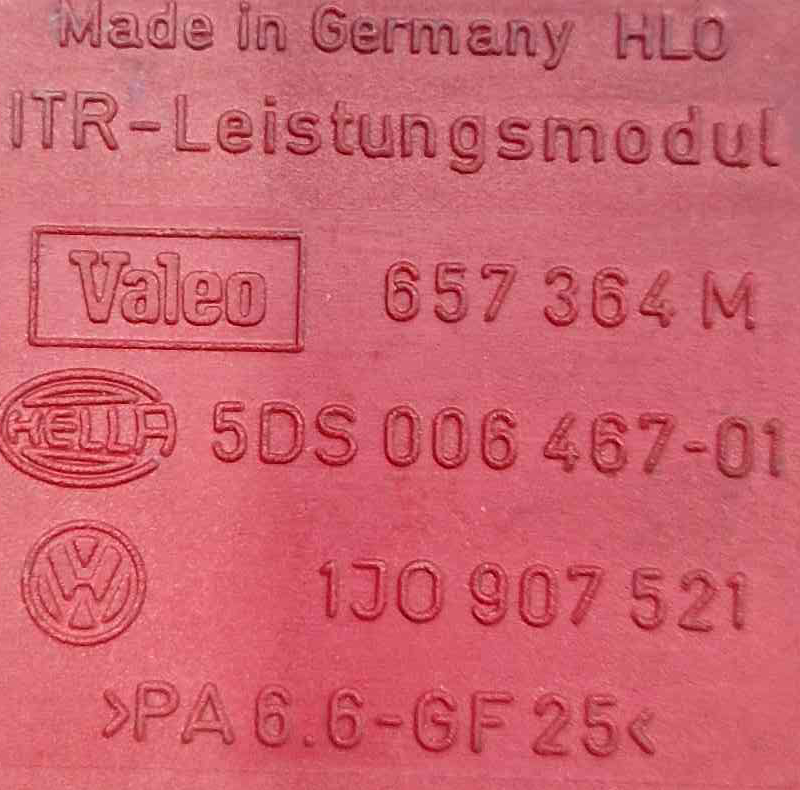 Made in Germany HLO
ITR-Leistungsmodul
Valeo 657 364 M
HELLA 5DS 006 467-01
VW 1J0 907 521
>PA 6.6-GF 25<